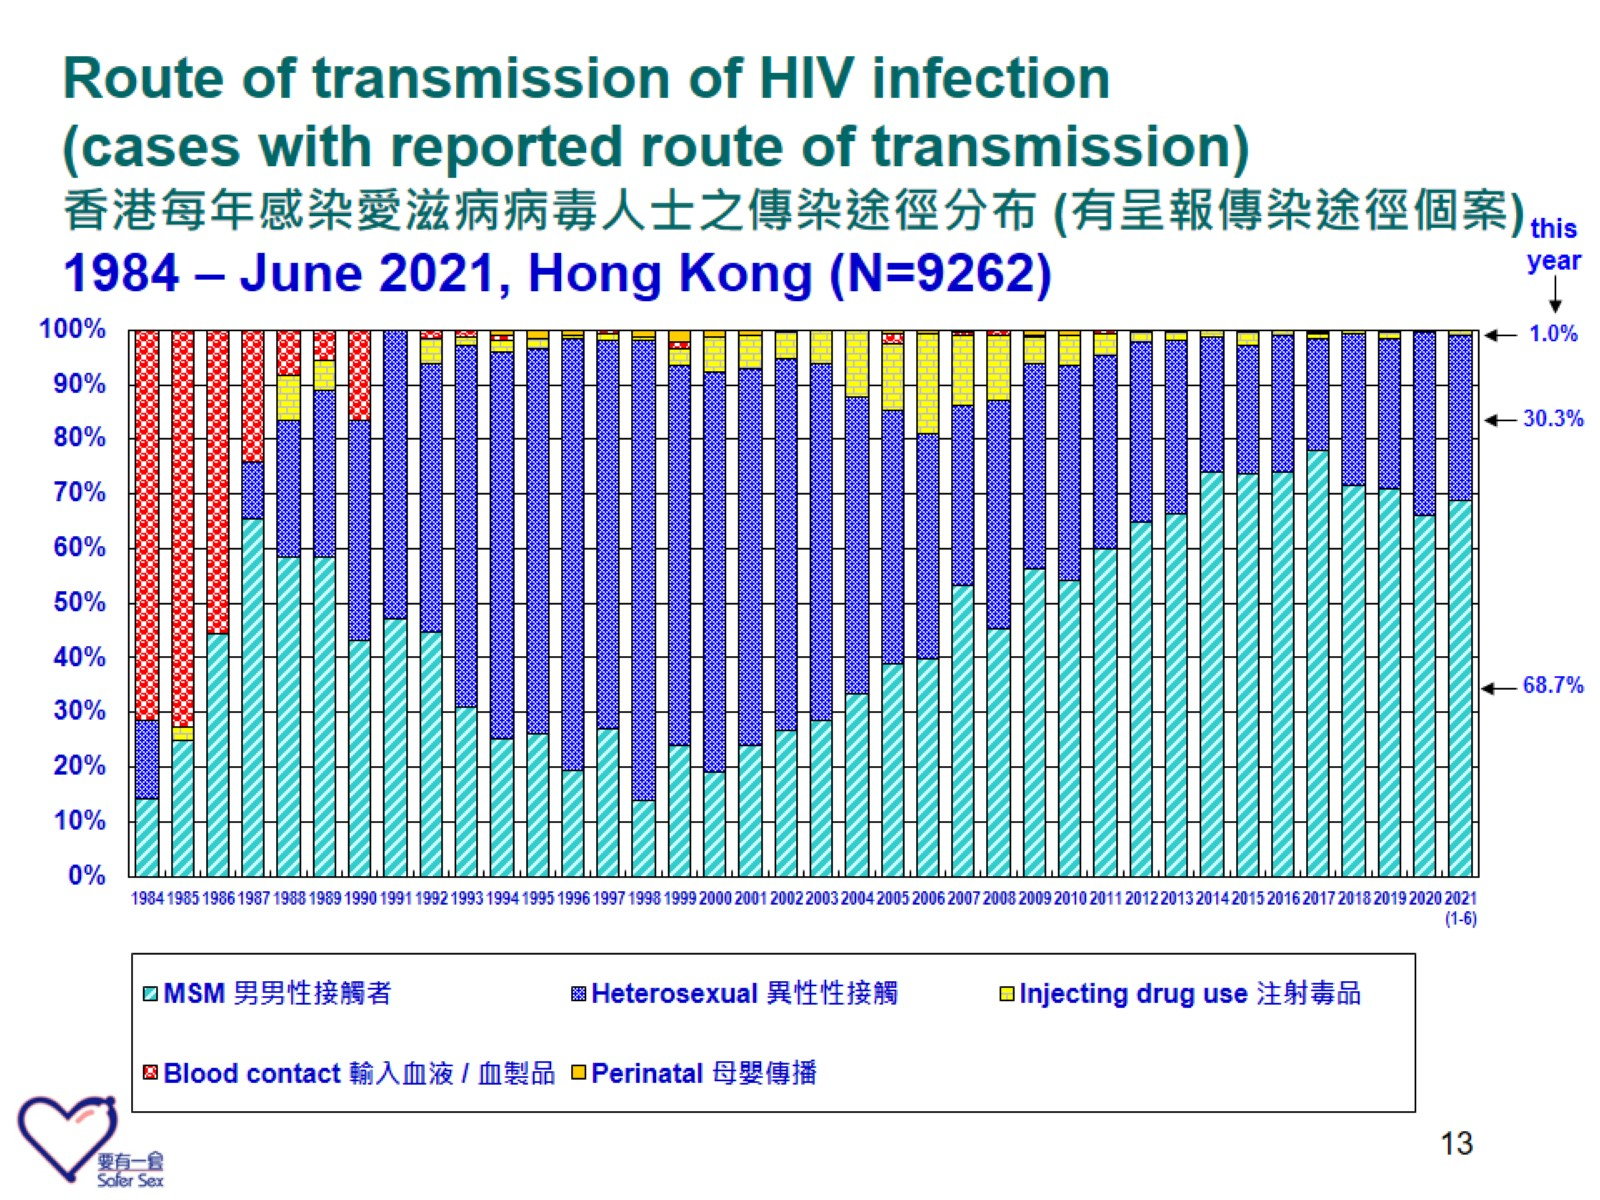 Route of transmission of HIV infection
(cases with reported route of transmission)
香港每年感染愛滋病病毒人士之傳染途徑分布 (有呈報傳染途徑個案)
1984 – June 2021, Hong Kong (N=9262)
this
year
100%
90%
80%
70%
60%
50%
40%
30%
20%
10%
0%
1.0%
30.3%
68.7%
1984 1985 1986 1987 1988 1989 1990 1991 1992 1993 1994 1995 1996 1997 1998 1999 2000 2001 2002 2003 2004 2005 2006 2007 2008 2009 2010 2011 2012 2013 2014 2015 2016 2017 2018 2019 2020 2021
(1-6)
MSM 男男性接觸者
Heterosexual 異性性接觸
Injecting drug use 注射毒品
Blood contact 輸入血液 / 血製品
Perinatal 母嬰傳播
要有一套
Safer Sex
13